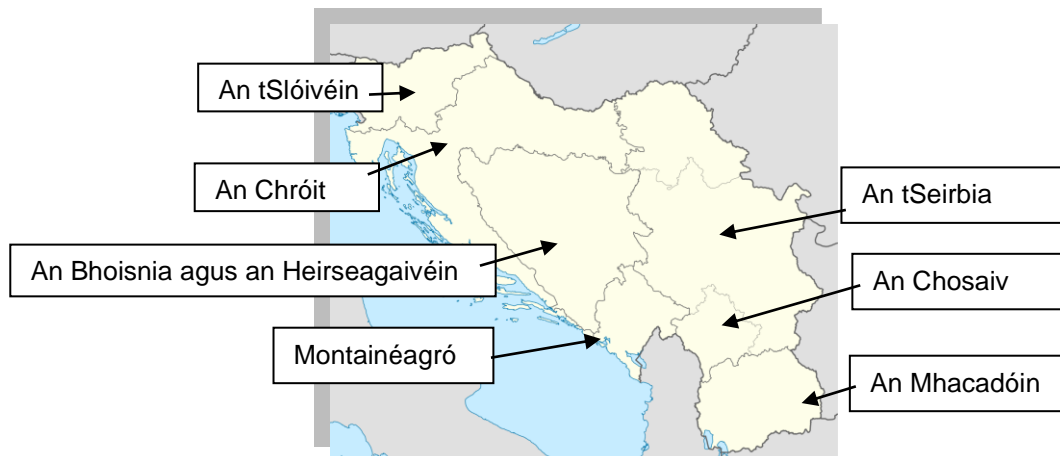 An tSlóivéin
An Chróit
An tSeirbia
An Bhoisnia agus an Heirseagaivéin
An Chosaiv
Montainéagró
An Mhacadóin